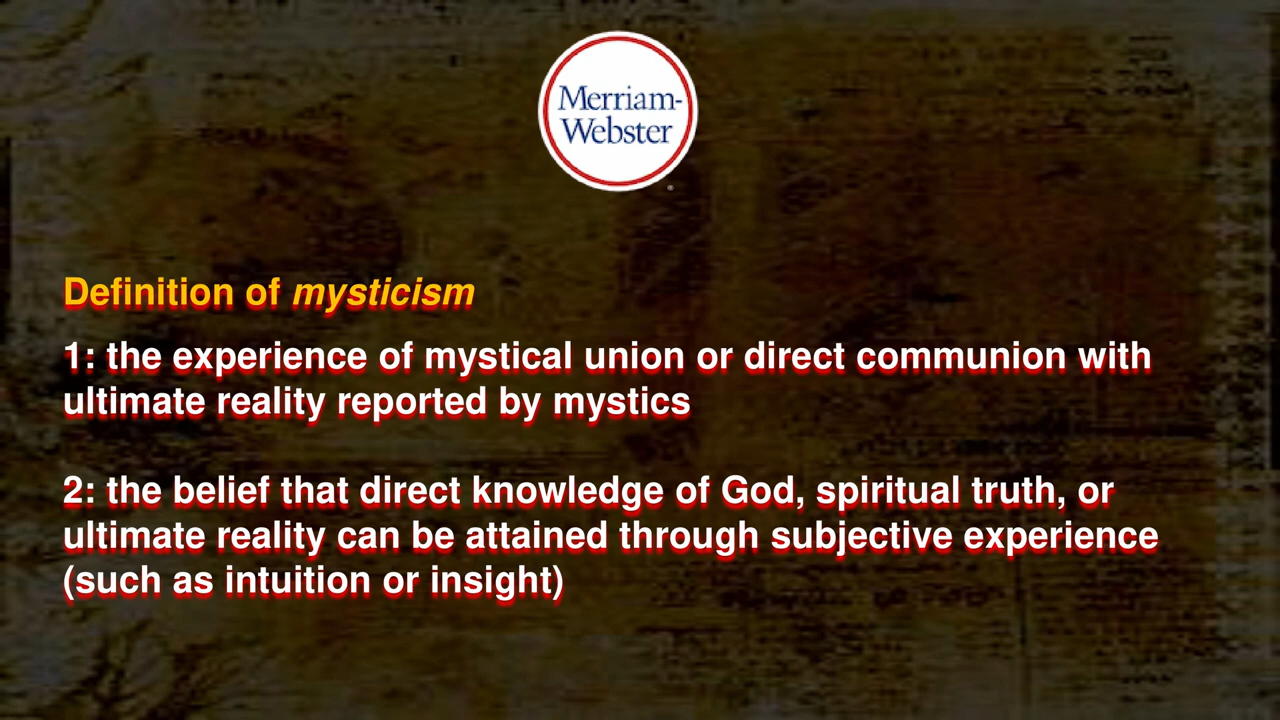 Merriam-
Webster
Definition of mysticism
1: the experience of mystical union or direct communion with
ultimate reality reported by mystics
2: the belief that direct knowledge of God, spiritual truth, or
ultimate reality can be attained through subjective experience
(such as intuition or insight)